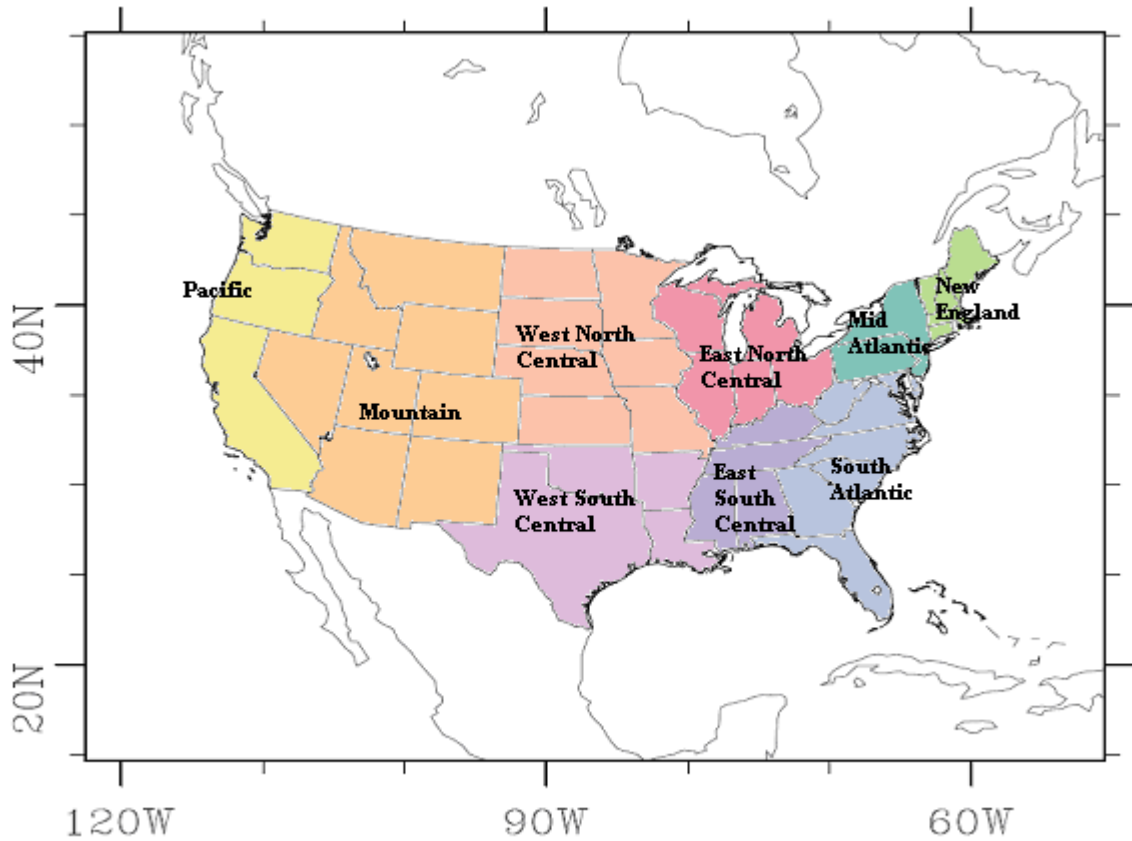 Pacific
New
England
Mid
Atlantic
West North
Central
East North
Central
Mountain
East
South
Central
South
Atlantic
West South
Central
40N
20N
120W
90W
60W